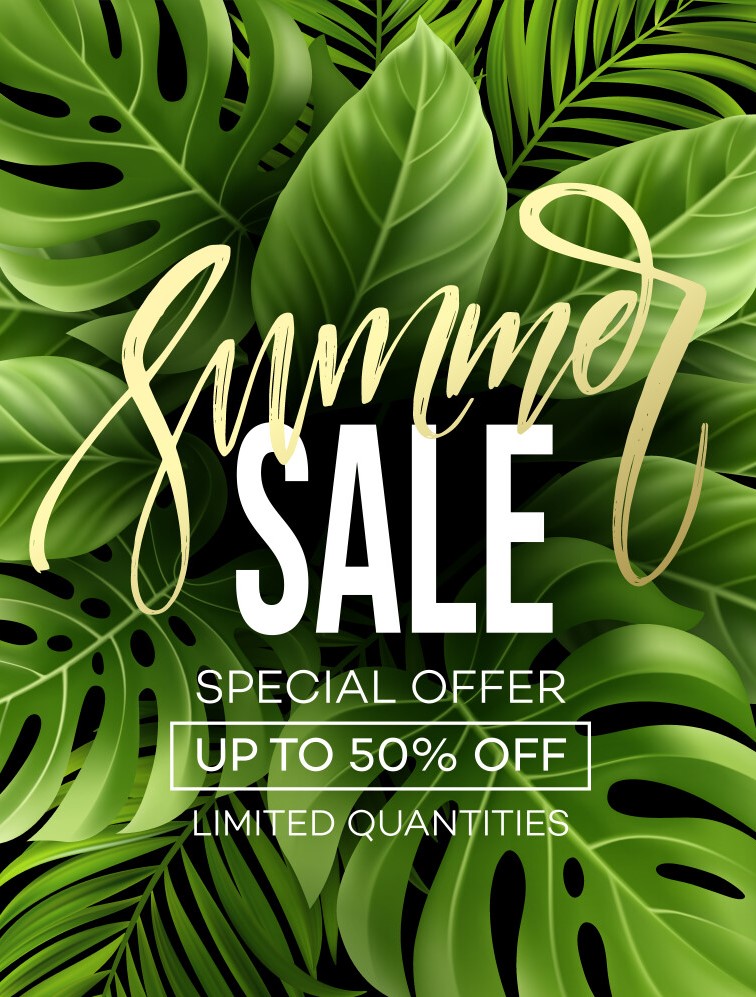 Summer
SALE
SPECIAL OFFER
UP TO 50% OFF
LIMITED QUANTITIES